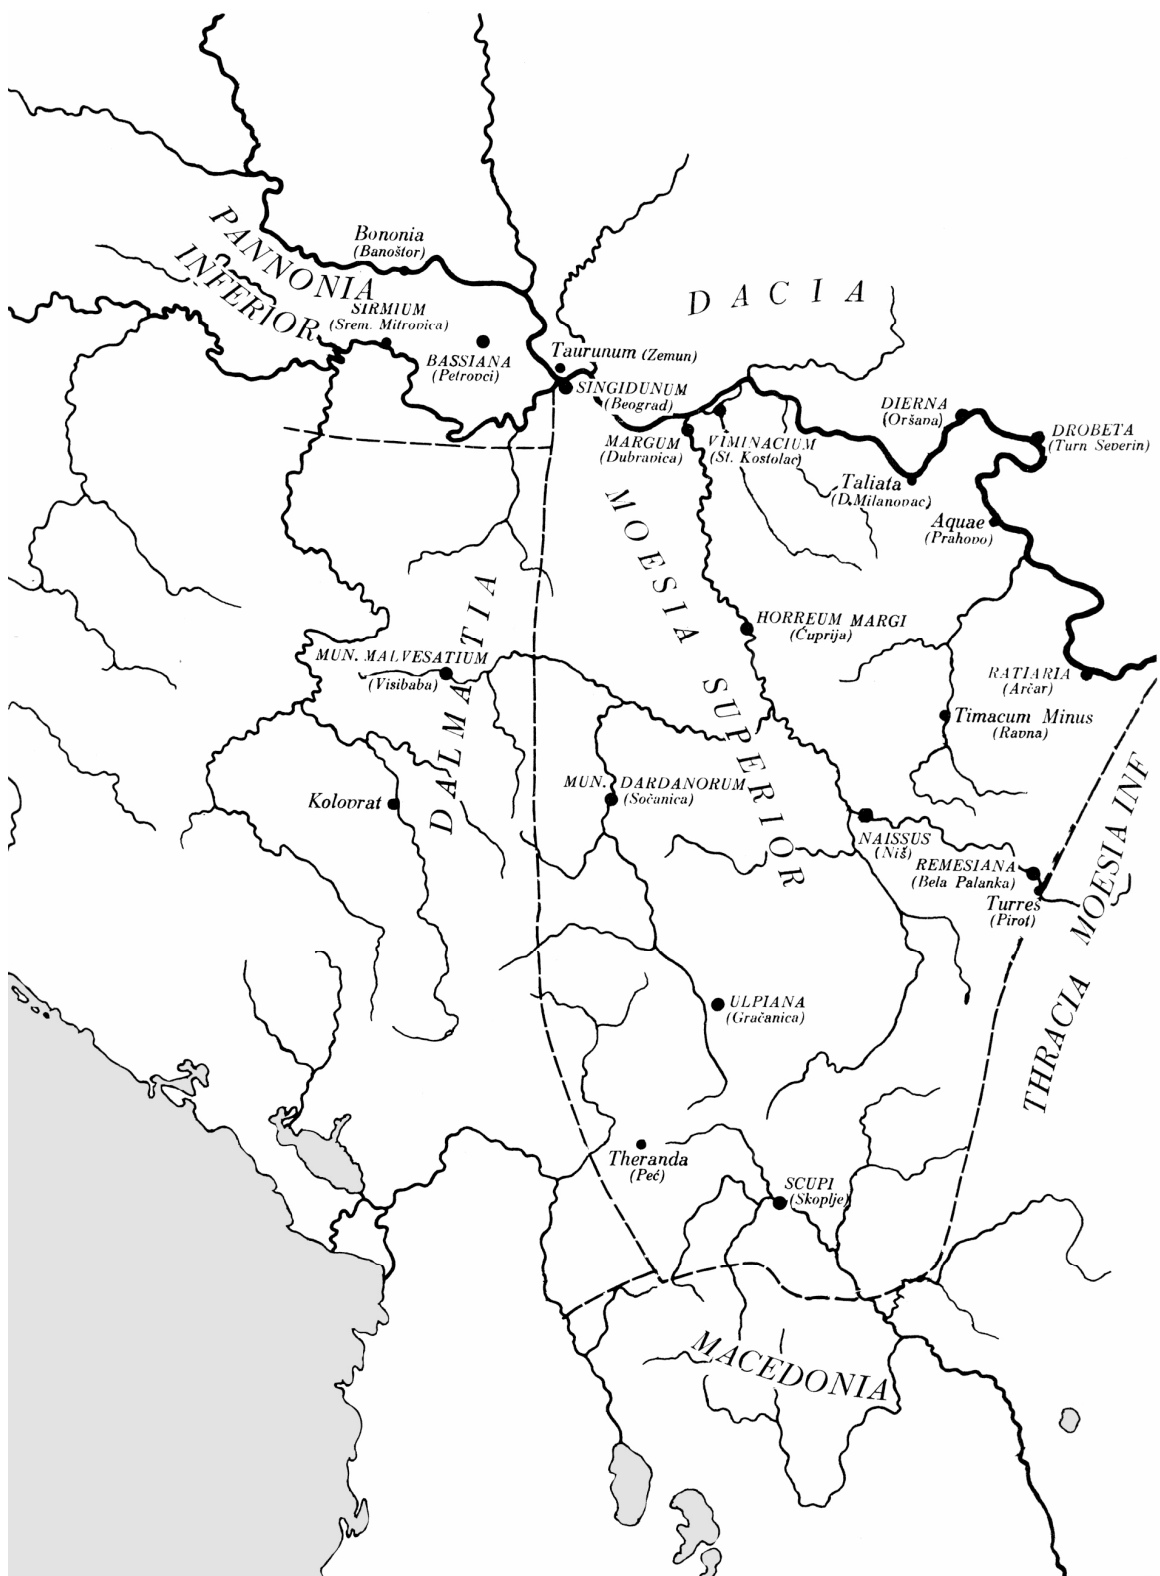 PANNONIA
INFERIOR
Bononia
(Banoštor)
SIRMIUM
(Srem. Mitrovica)
BASSIANA
(Petrovci)
DACIA
Taurunum (Zemun)
SINGIDUNUM
(Beograd)
MARGUM
(Dubravica)
VIMINACIUM
(St. Kostolac)
DIERNA
(Oršava)
DROBETA
(Turn Severin)
Taliata
(D. Milanovac)
Aquae
(Prahovo)
MOESIA SUPERIOR
HORREUM MARGI
(Ćuprija)
RATIARIA
(Arčar)
MUN. MALVESATIUM
(Visibaba)
DALMATIA
Timacum Minus
(Ravna)
Kolovrat
MUN. DARDANORUM
(Sočanica)
NAISSUS
(Niš)
REMESIANA
(Bela Palanka)
Turres
(Pirot)
MOESIA INF
THRACIA
ULPIANA
(Gračanica)
Theranda
(Peć)
SCUPI
(Skoplje)
MACEDONIA